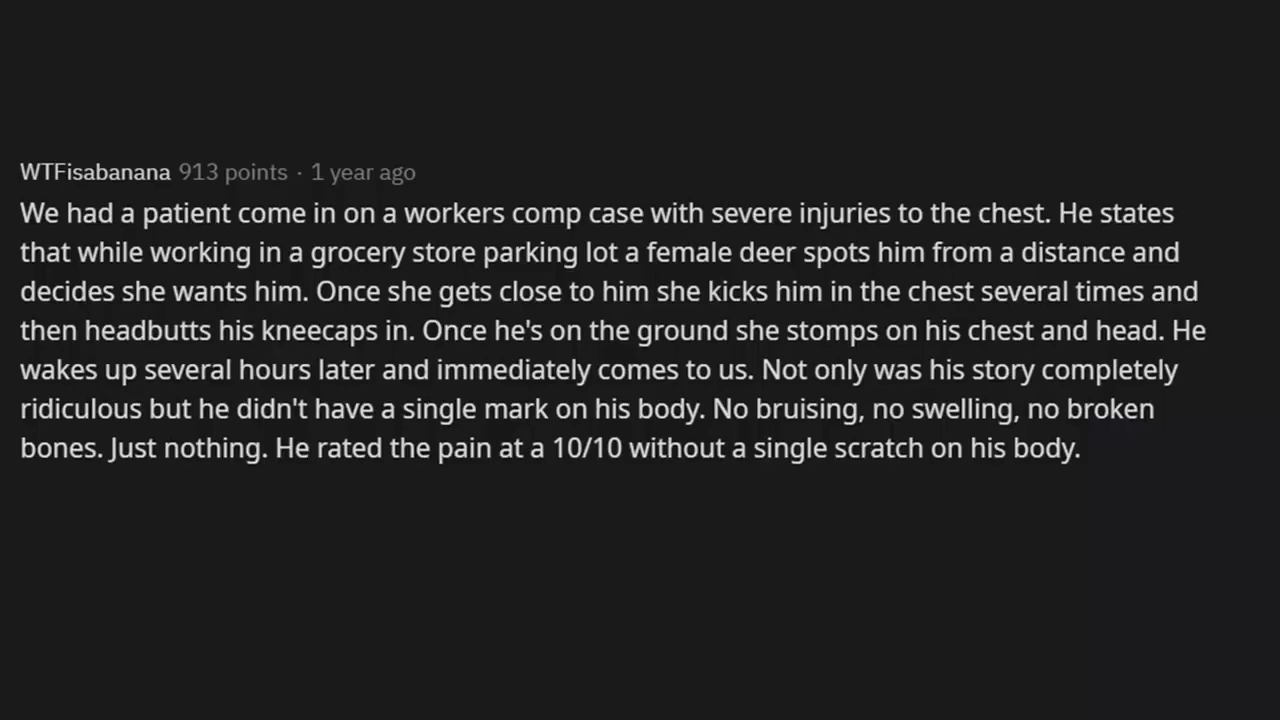 WTFisabanana 913 points · 1 year ago
We had a patient come in on a workers comp case with severe injuries to the chest. He states
that while working in a grocery store parking lot a female deer spots him from a distance and
decides she wants him. Once she gets close to him she kicks him in the chest several times and
then headbutts his kneecaps in. Once he's on the ground she stomps on his chest and head. He
wakes up several hours later and immediately comes to us. Not only was his story completely
ridiculous but he didn't have a single mark on his body. No bruising, no swelling, no broken
bones. Just nothing. He rated the pain at a 10/10 without a single scratch on his body.